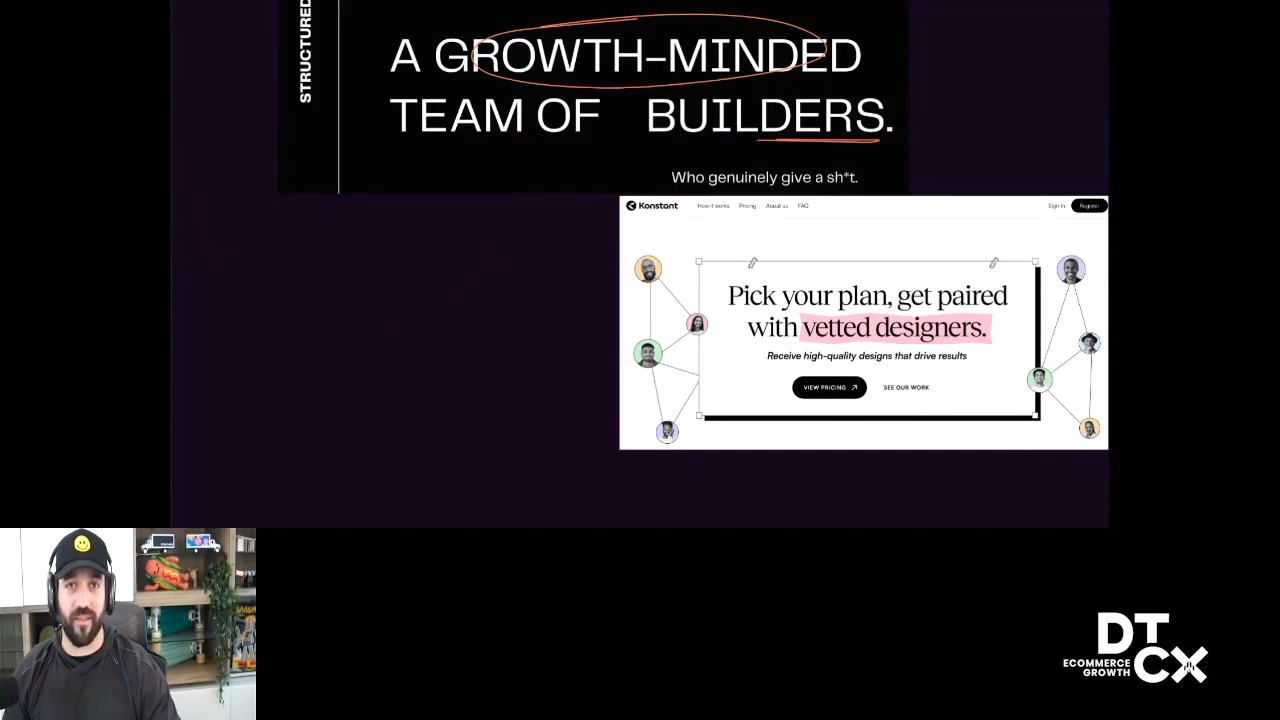 STRUCTURED
A GROWTH–MINDED
TEAM OF BUILDERS.
Who genuinely give a sh*t.
Konstant
How it works
Pricing
About us
FAQ
Sign In
Register
Pick your plan, get paired
with vetted designers.
Receive high-quality designs that drive results
VIEW PRICING
SEE OUR WORK
DT
ECOMMERCE
GROWTH
CX